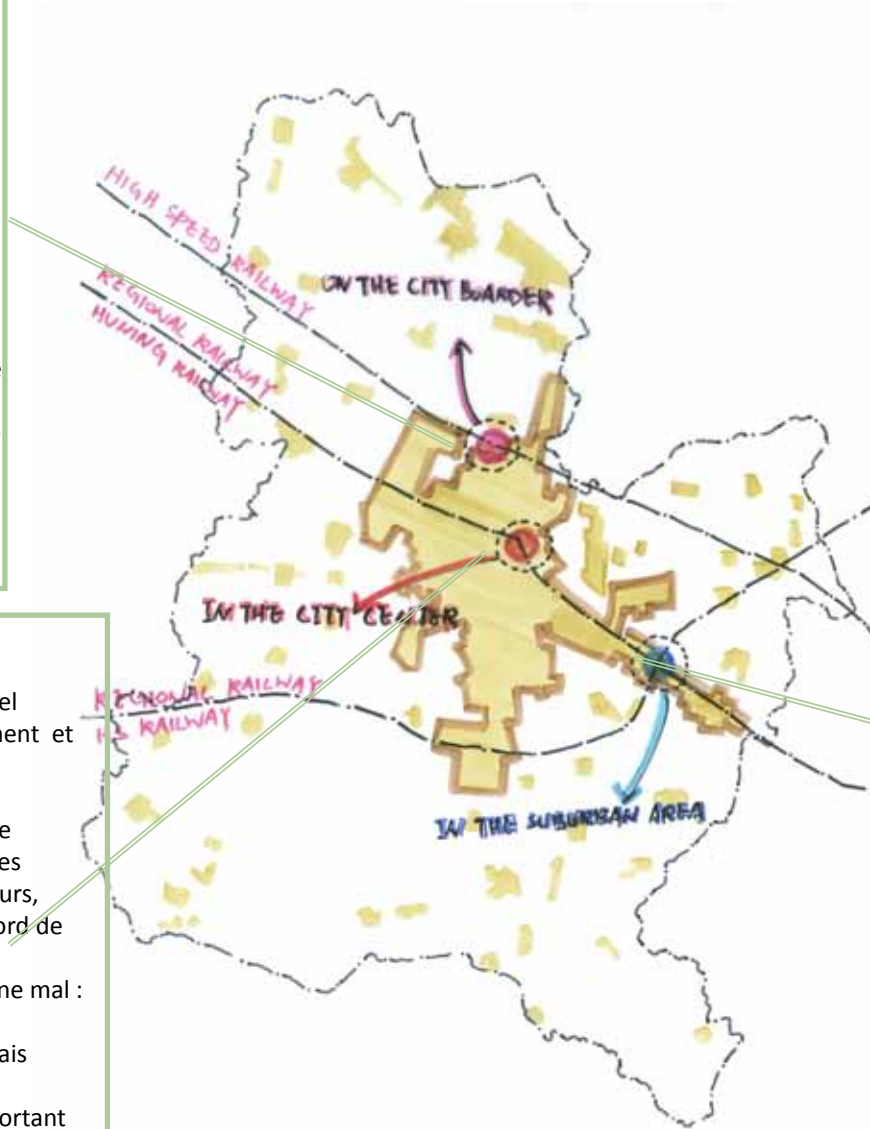 HIGH SPEED RAILWAY
REGIONAL RAILWAY
HUNING RAILWAY
ON THE CITY BOARDER
IN THE CITY CENTER
REGIONAL RAILWAY
HS RAILWAY
IN THE SUBURBAN AREA
e
el
ent et
e
es
urs,
ord de
ne mal :
ais
ortant